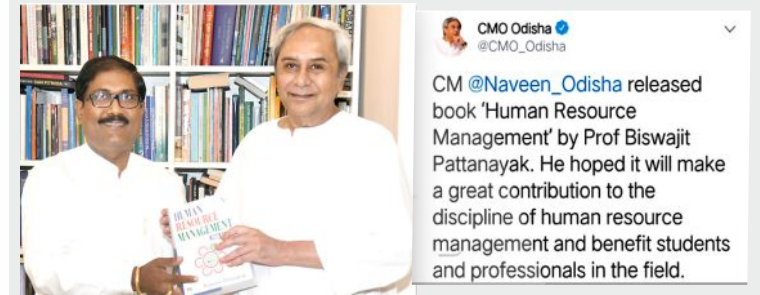 HUMAN
RESOURCE
MANAGEMENT
CMO Odisha
@CMO_Odisha
CM @Naveen_Odisha released
book ‘Human Resource
Management’ by Prof Biswajit
Pattanayak. He hoped it will make
a great contribution to the
discipline of human resource
management and benefit students
and professionals in the field.